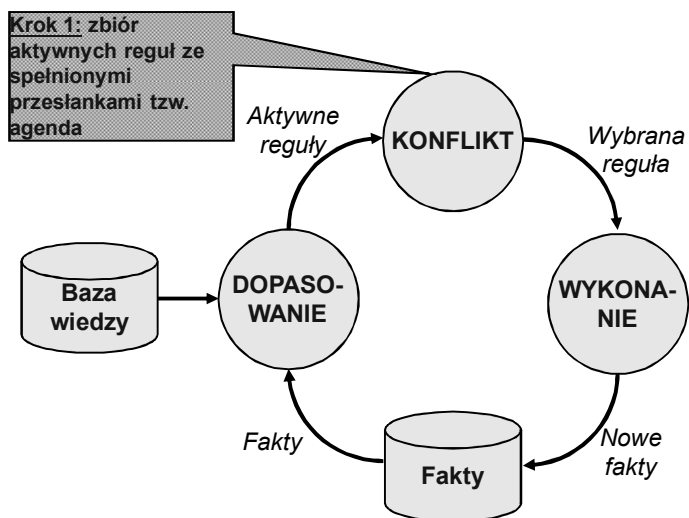 Krok 1: zbiór
aktywnych reguł ze
spełnionymi
przesłankami tzw.
agenda
Aktywne
reguły
KONFLIKT
Wybrana
reguła
Baza
wiedzy
DOPASO-
WANIE
WYKONA-
NIE
Fakty
Fakty
Nowe
fakty